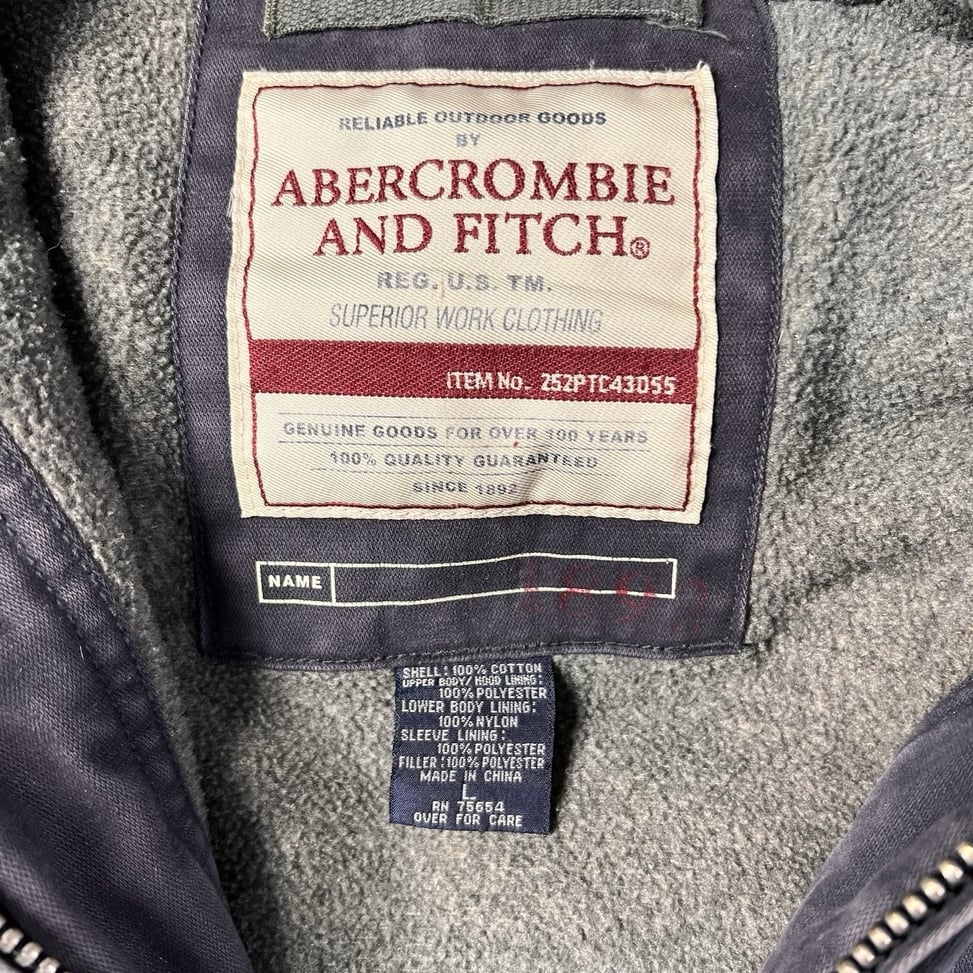 RELIABLE OUTDOOR GOODS
BY
ABERCROMBIE
AND FITCH®
REG. U.S. TM.
SUPERIOR WORK CLOTHING
ITEM No. 252PTC43D55
GENUINE GOODS FOR OVER 100 YEARS
100% QUALITY GUARANTEED
SINCE 1892
NAME
1892
SHELL: 100% COTTON
UPPER BODY/ HOOD LINING:
100% POLYESTER
LOWER BODY LINING:
100% NYLON
SLEEVE LINING:
100% POLYESTER
FILLER: 100% POLYESTER
MADE IN CHINA
L
RN 75654
OVER FOR CARE